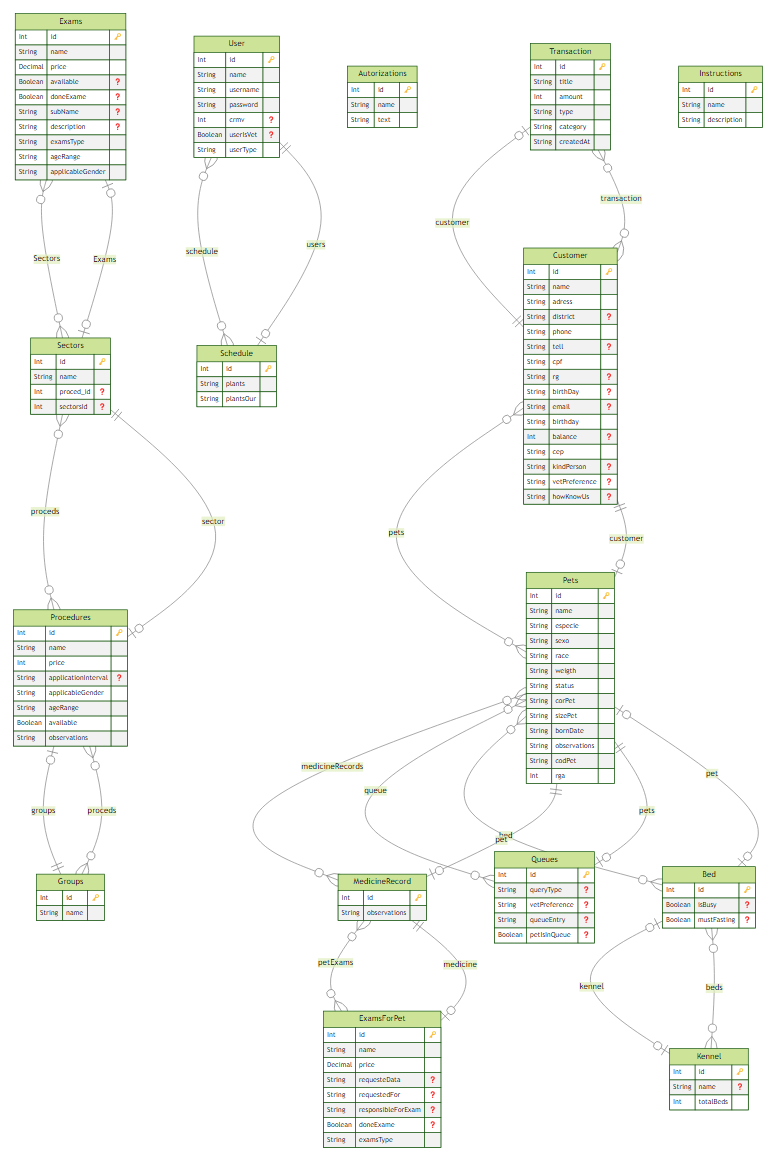 Exams
Int id
String name
Decimal price
Boolean available ?
Boolean doneExame ?
String subName ?
String description ?
String examsType
String ageRange
String applicableGender
User
Int id
String name
String username
String password
Int crmv ?
Boolean userIsVet ?
String userType
Autorizations
Int id
String name
String text
Transaction
Int id
String title
Int amount
String type
String category
String createdAt
Instructions
Int id
String name
String description
Sectors
Exams
schedule
users
customer
transaction
Customer
Int id
String name
String adress
String district ?
String phone
String tell ?
String cpf
String rg ?
String birthDay ?
String email ?
String birthday
Int balance ?
String cep
String kindPerson ?
String vetPreference ?
String howKnowUs ?
Sectors
Int id
String name
Int proced_id ?
Int sectorsId ?
Schedule
Int id
String plants
String plantsOur
proceds
sector
pets
customer
Procedures
Int id
String name
Int price
String applicationInterval ?
String applicableGender
String ageRange
Boolean available
String observations
Pets
Int id
String name
String especie
String sexo
String race
String weigth
String status
String corPet
String sizePet
String bornDate
String observations
String codPet
Int rga
groups
proceds
medicineRecords
queue
bed
pet
pets
pet
Groups
Int id
String name
MedicineRecord
Int id
String observations
Queues
Int id
String queryType ?
String vetPreference ?
String queueEntry ?
Boolean petIsInQueue ?
Bed
Int id
Boolean isBusy ?
Boolean mustFasting ?
petExams
medicine
kennel
beds
ExamsForPet
Int id
String name
Decimal price
String requesteData ?
String requestedFor ?
String responsibleForExam ?
Boolean doneExame ?
String examsType
Kennel
Int id
String name ?
Int totalBeds